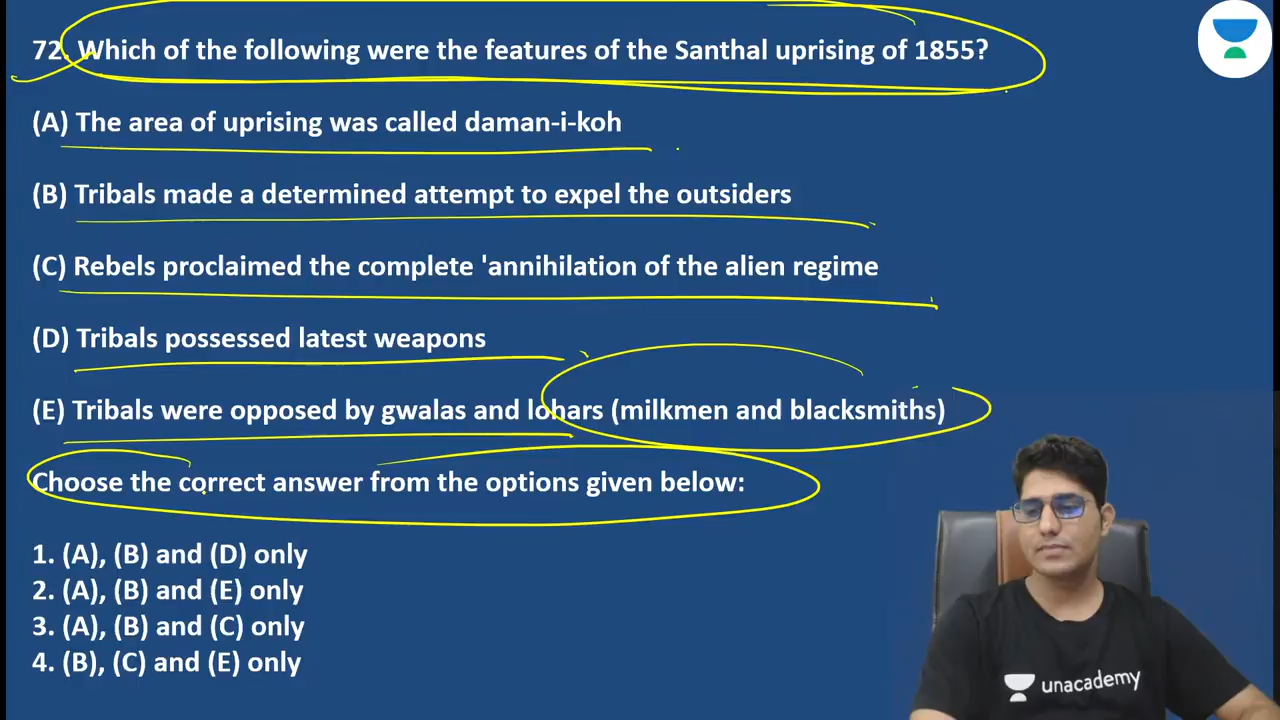 72. Which of the following were the features of the Santhal uprising of 1855?
(A) The area of uprising was called daman-i-koh
(B) Tribals made a determined attempt to expel the outsiders
(C) Rebels proclaimed the complete 'annihilation of the alien regime
(D) Tribals possessed latest weapons
(E) Tribals were opposed by gwalas and lohars (milkmen and blacksmiths)
Choose the correct answer from the options given below:
1. (A), (B) and (D) only
2. (A), (B) and (E) only
3. (A), (B) and (C) only
4. (B), (C) and (E) only
unacademy